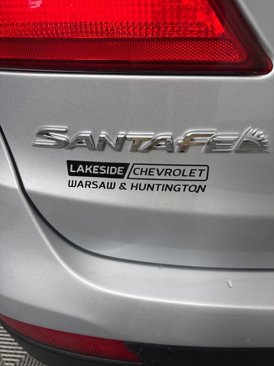 SANTA FE
LAKESIDE CHEVROLET
WARSAW & HUNTINGTON